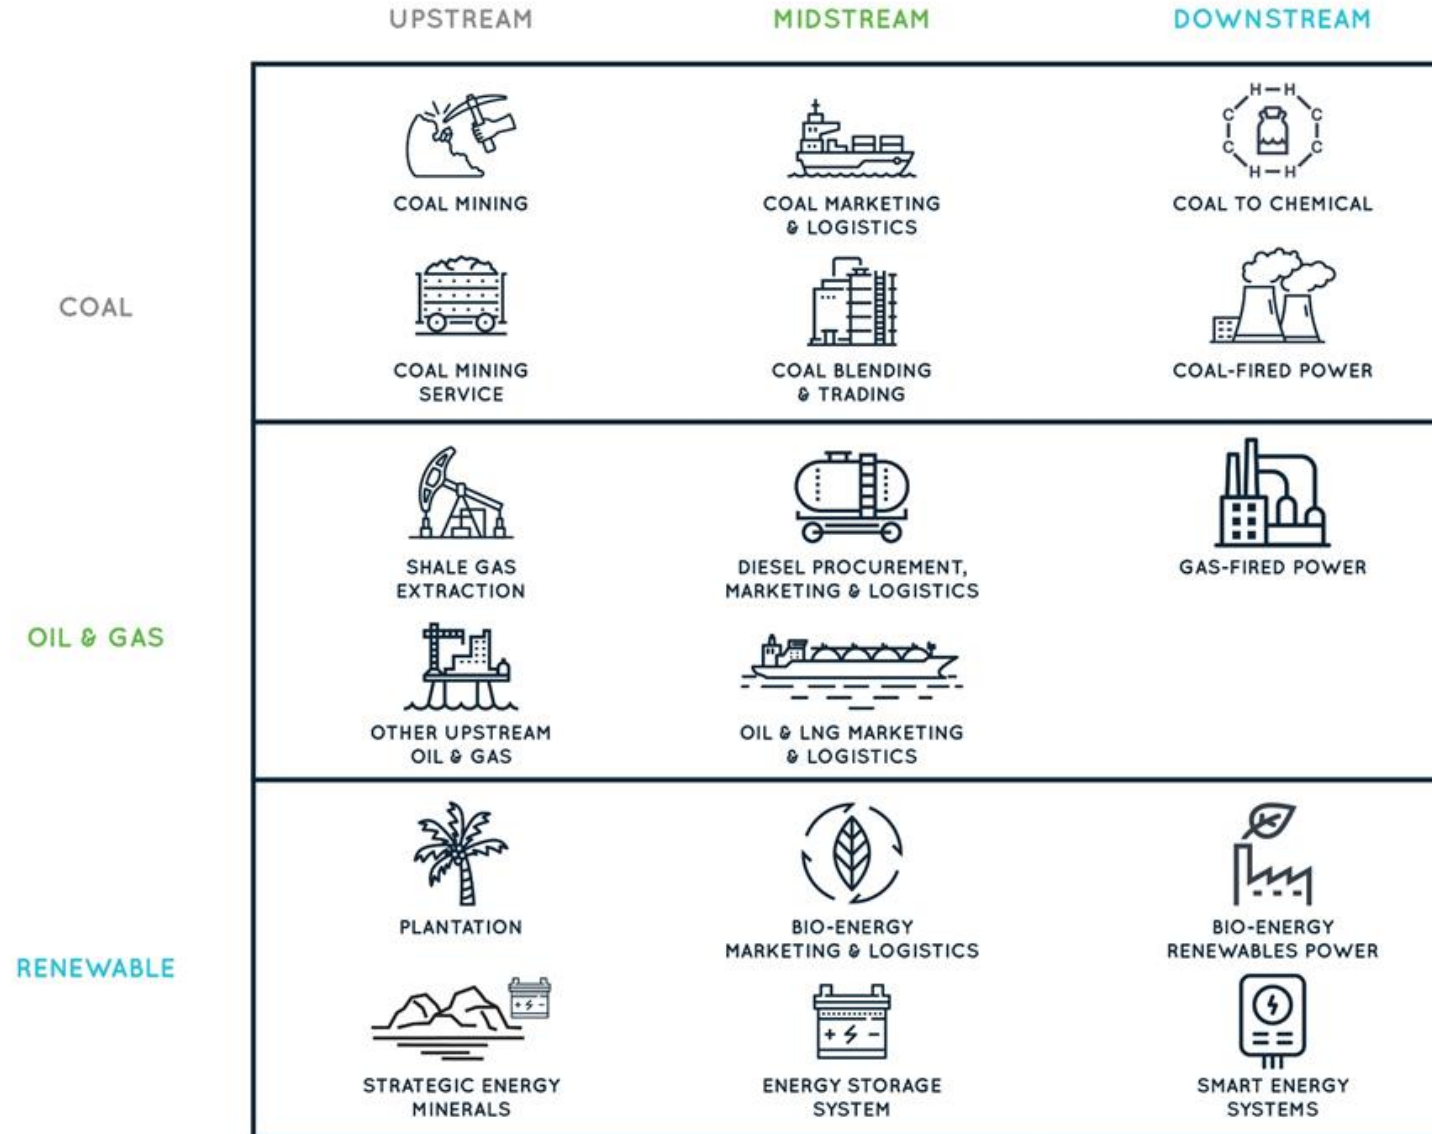 UPSTREAM MIDSTREAM DOWNSTREAM
COAL MINING COAL MARKETING COAL TO CHEMICAL
& LOGISTICS
COAL
COAL MINING COAL BLENDING COAL-FIRED POWER
SERVICE & TRADING
SHALE GAS DIESEL PROCUREMENT, GAS-FIRED POWER
EXTRACTION MARKETING & LOGISTICS
OIL & GAS
OTHER UPSTREAM OIL & LNG MARKETING
OIL & GAS & LOGISTICS
PLANTATION BIO-ENERGY BIO-ENERGY
MARKETING & LOGISTICS RENEWABLES POWER
RENEWABLE
STRATEGIC ENERGY ENERGY STORAGE SMART ENERGY
MINERALS SYSTEM SYSTEMS
H-H
C C
C C
H-H